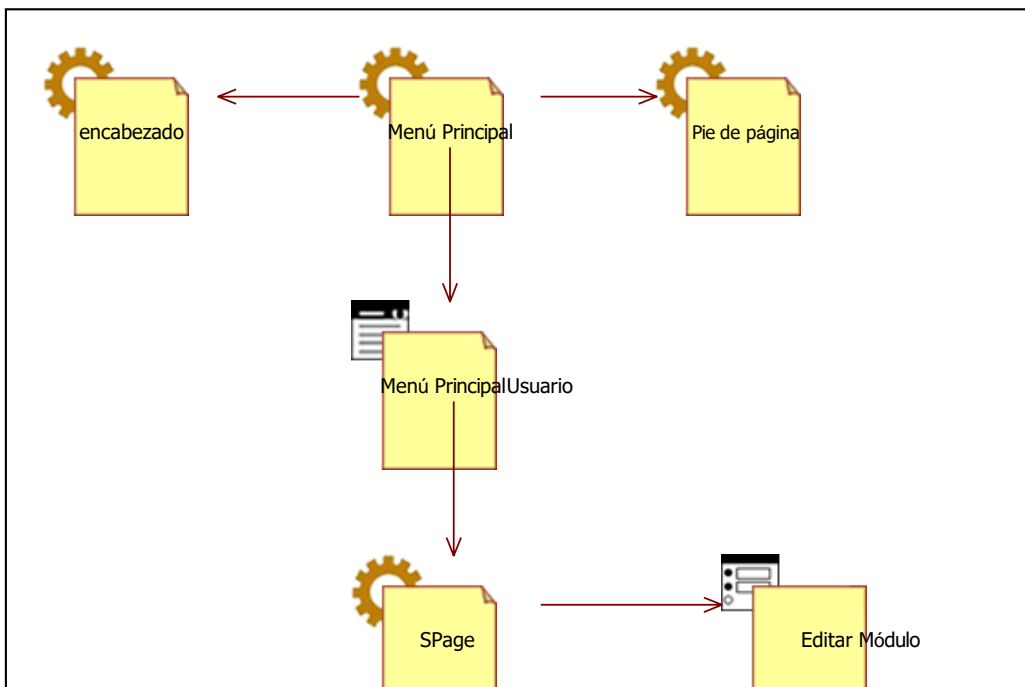 encabezado
Menú Principal
Pie de página
Menú PrincipalUsuario
SPage
Editar Módulo